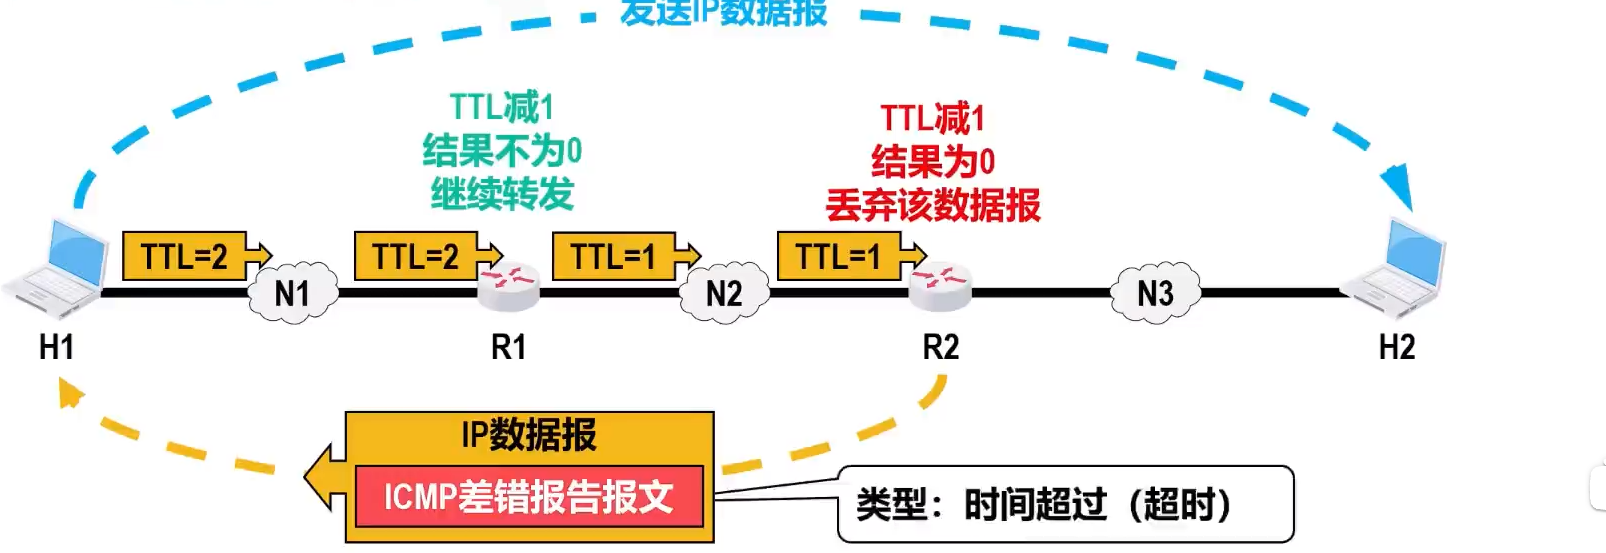 发送IP数据报
TTL减1
结果不为0
继续转发
TTL减1
结果为0
丢弃该数据报
TTL=2
TTL=2
TTL=1
TTL=1
N1
N2
N3
H1
R1
R2
H2
IP数据报
ICMP差错报告报文
类型：时间超过（超时）